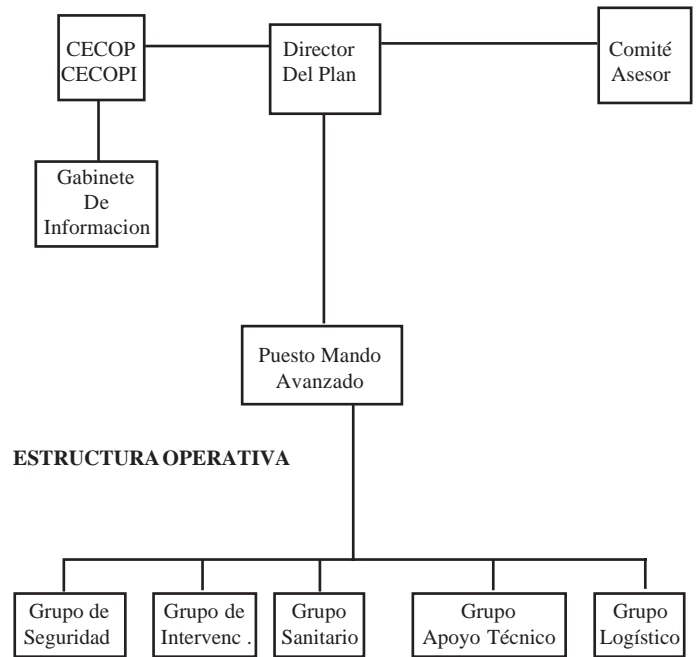 CECOP
CECOPI
Director
Del Plan
Comité
Asesor
Gabinete
De
Informacion
Puesto Mando
Avanzado
ESTRUCTURA OPERATIVA
Grupo de
Seguridad
Grupo de
Intervenc .
Grupo
Sanitario
Grupo
Apoyo Técnico
Grupo
Logístico